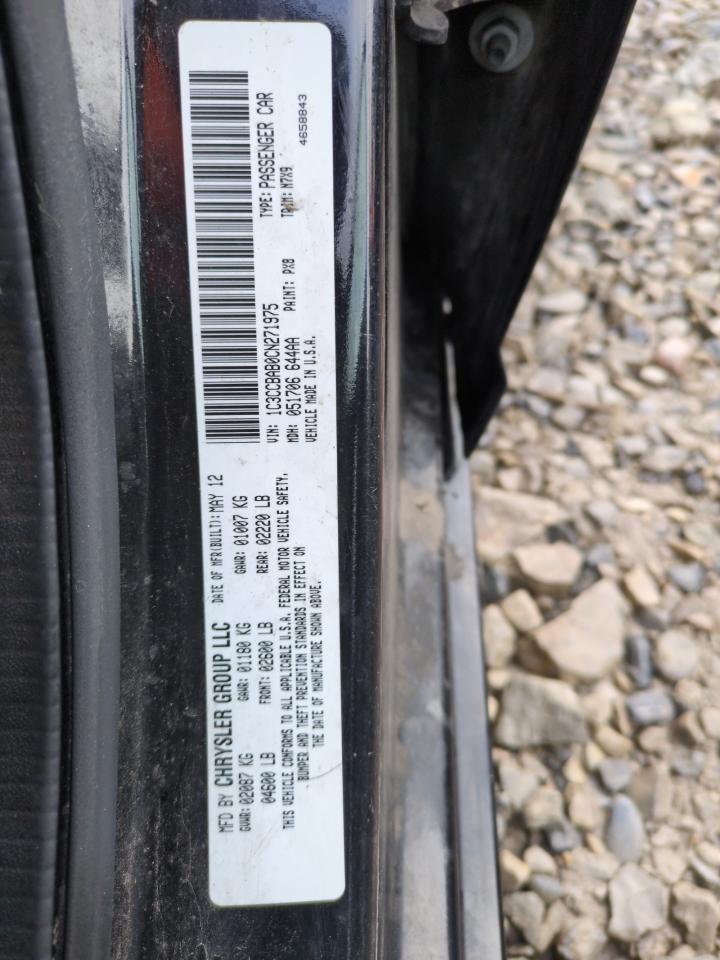 MFD BY CHRYSLER GROUP LLC DATE OF MFR(BUILT): MAY 12
GVWR: 02087 KG GAWR: 01180 KG GAWR: 01007 KG
04600 LB FRONT: 02600 LB REAR: 02220 LB
THIS VEHICLE CONFORMS TO ALL APPLICABLE U.S.A. FEDERAL MOTOR VEHICLE SAFETY,
BUMPER AND THEFT PREVENTION STANDARDS IN EFFECT ON
THE DATE OF MANUFACTURE SHOWN ABOVE.
VIN: 1C3CCBAB0CN271975 TYPE: PASSENGER CAR
MDH: 051706 644AA PAINT: PX8 TRIM: M7X9
VEHICLE MADE IN U.S.A.
4658843